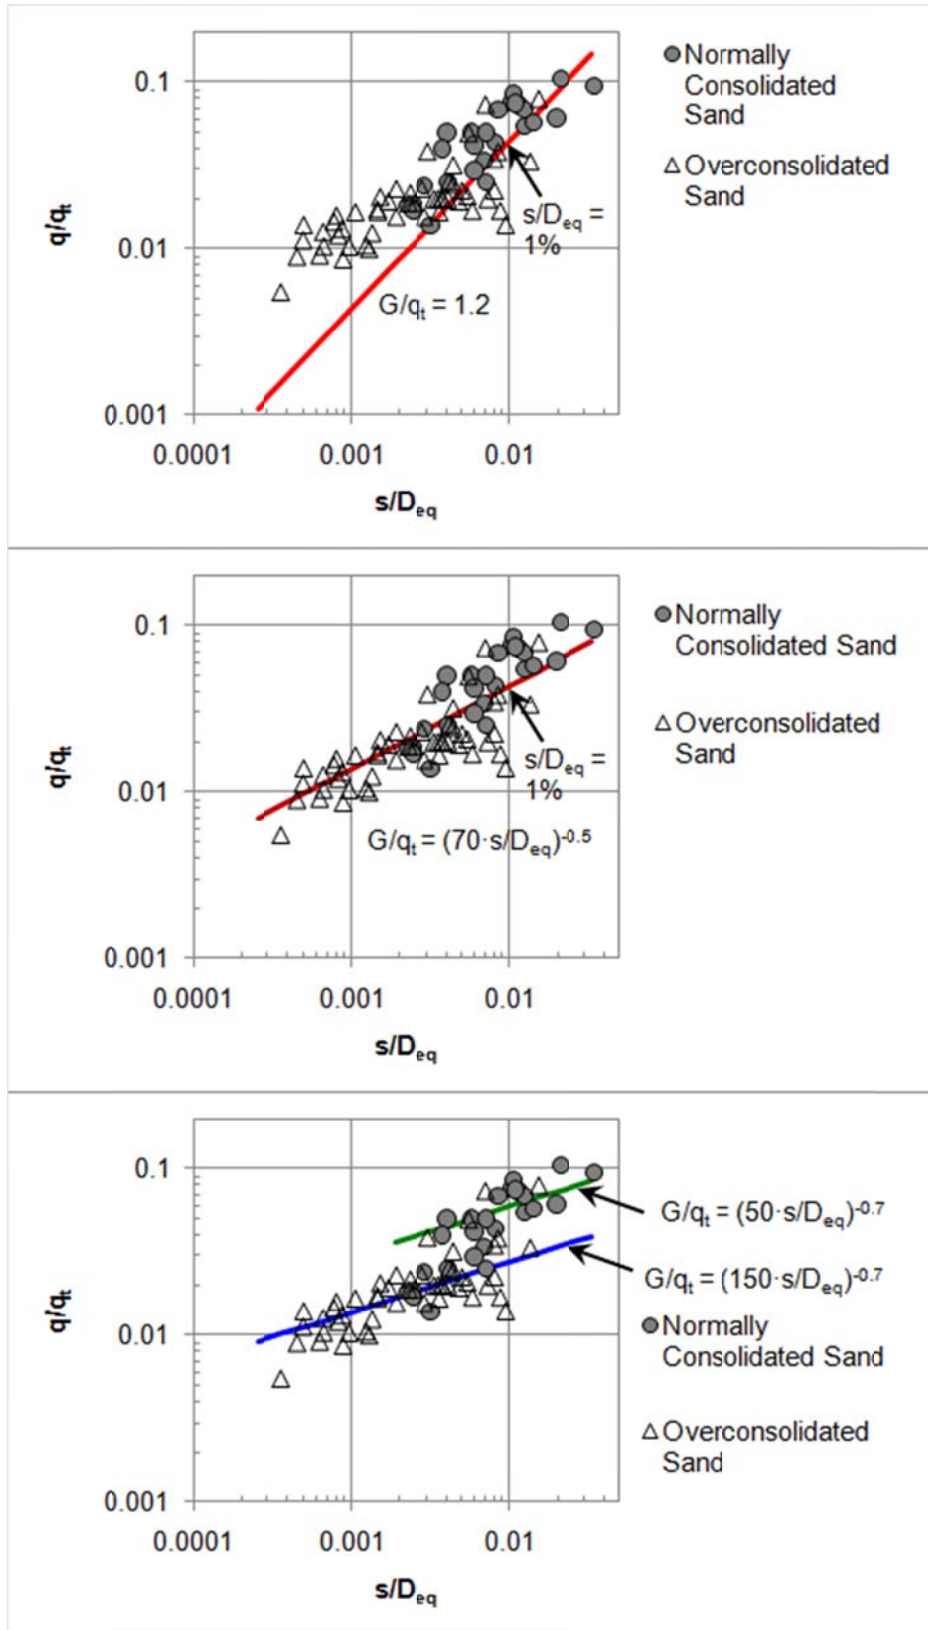 0.1
0.01
0.001
q/qt
0.0001 0.001 0.01
s/Deq
s/Deq =
1%
G/qt = 1.2
Normally
Consolidated
Sand
Overconsolidated
Sand
0.1
0.01
0.001
q/qt
0.0001 0.001 0.01
s/Deq
s/Deq =
1%
G/qt = (70·s/Deq)-0.5
Normally
Consolidated Sand
Overconsolidated
Sand
0.1
0.01
0.001
q/qt
0.0001 0.001 0.01
s/Deq
G/qt = (50·s/Deq)-0.7
G/qt = (150·s/Deq)-0.7
Normally
Consolidated Sand
Overconsolidated
Sand